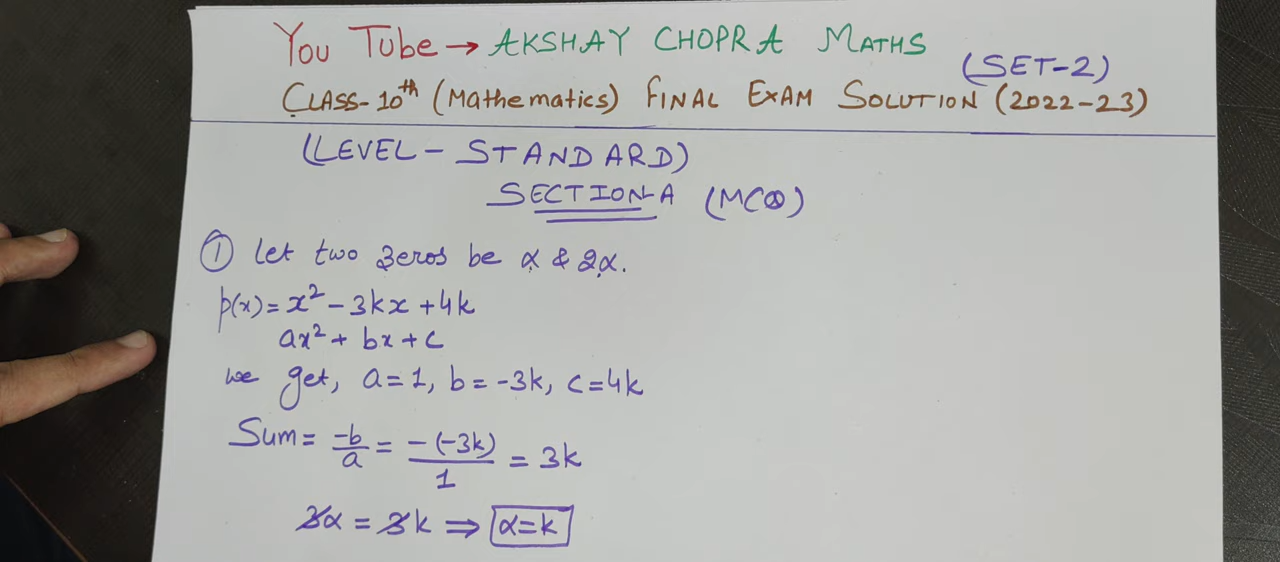 You Tube → AKSHAY CHOPRA MATHS
(SET-2)
CLASS-10th (Mathematics) FINAL EXAM SOLUTION (2022-23)
(LEVEL - STANDARD)
SECTION-A (MCQ)
① Let two zeros be α & 2α.
p(x) = x² - 3kx + 4k
ax² + bx + c
we get, a = 1, b = -3k, c = 4k
Sum = -b/a = -(-3k)/1 = 3k
3α = 3k ⇒ α = k